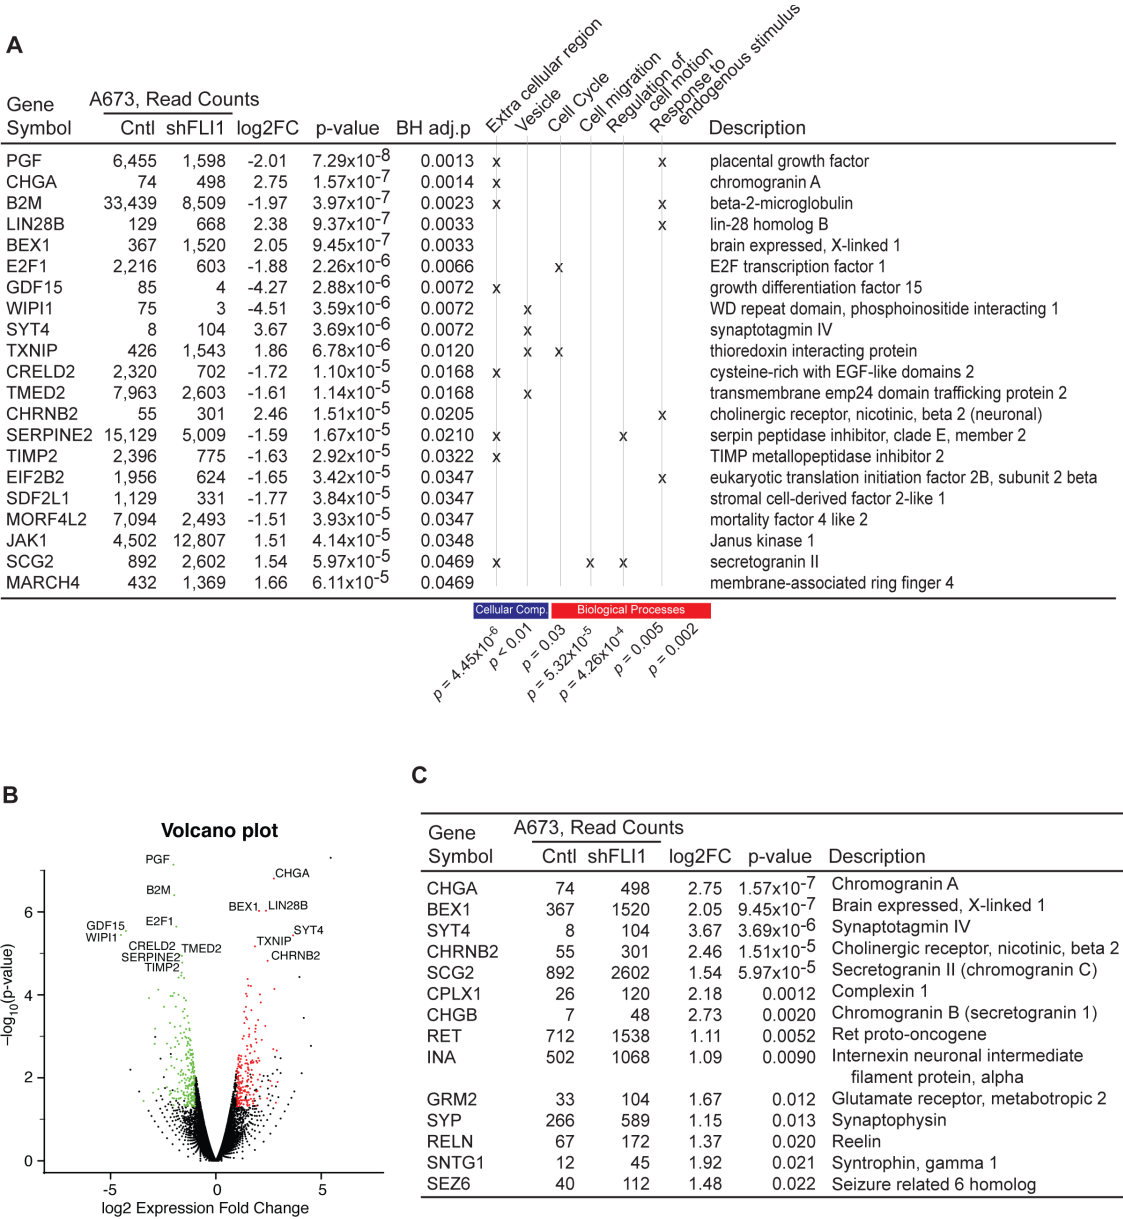 A
Extra cellular region
Vesicle
Cell Cycle
Cell migration
Regulation of
cell motion
Response to
endogenous stimulus
A673, Read Counts
Gene
Symbol Cntl shFLI1 log2FC p-value BH adj.p Description
PGF 6,455 1,598 -2.01 7.29x10-8 0.0013 x x placental growth factor
CHGA 74 498 2.75 1.57x10-7 0.0014 x chromogranin A
B2M 33,439 8,509 -1.97 3.97x10-7 0.0023 x x beta-2-microglobulin
LIN28B 129 668 2.38 9.37x10-7 0.0033 x lin-28 homolog B
BEX1 367 1,520 2.05 9.45x10-7 0.0033 brain expressed, X-linked 1
E2F1 2,216 603 -1.88 2.26x10-6 0.0066 x E2F transcription factor 1
GDF15 85 4 -4.27 2.88x10-6 0.0072 x growth differentiation factor 15
WIPI1 75 3 -4.51 3.59x10-6 0.0072 x WD repeat domain, phosphoinositide interacting 1
SYT4 8 104 3.67 3.69x10-6 0.0072 x synaptotagmin IV
TXNIP 426 1,543 1.86 6.78x10-6 0.0120 x x thioredoxin interacting protein
CRELD2 2,320 702 -1.72 1.10x10-5 0.0168 x cysteine-rich with EGF-like domains 2
TMED2 7,963 2,603 -1.61 1.14x10-5 0.0168 x transmembrane emp24 domain trafficking protein 2
CHRNB2 55 301 2.46 1.51x10-5 0.0205 x cholinergic receptor, nicotinic, beta 2 (neuronal)
SERPINE2 15,129 5,009 -1.59 1.67x10-5 0.0210 x x serpin peptidase inhibitor, clade E, member 2
TIMP2 2,396 775 -1.63 2.92x10-5 0.0322 x TIMP metallopeptidase inhibitor 2
EIF2B2 1,956 624 -1.65 3.42x10-5 0.0347 x eukaryotic translation initiation factor 2B, subunit 2 beta
SDF2L1 1,129 331 -1.77 3.84x10-5 0.0347 stromal cell-derived factor 2-like 1
MORF4L2 7,094 2,493 -1.51 3.93x10-5 0.0347 mortality factor 4 like 2
JAK1 4,502 12,807 1.51 4.14x10-5 0.0348 Janus kinase 1
SCG2 892 2,602 1.54 5.97x10-5 0.0469 x x x secretogranin II
MARCH4 432 1,369 1.66 6.11x10-5 0.0469 membrane-associated ring finger 4
Cellular Comp. Biological Processes
p = 4.45x10-6
p < 0.01
p = 0.03
p = 5.32x10-5
p = 4.26x10-4
p = 0.005
p = 0.002
B
Volcano plot
PGF
CHGA
B2M
BEX1 LIN28B
GDF15 E2F1
WIPI1 SYT4
CRELD2 TMED2 TXNIP
SERPINE2 CHRNB2
TIMP2
−log10(p-value)
6
4
2
0
-5 0 5
log2 Expression Fold Change
C
A673, Read Counts
Gene
Symbol Cntl shFLI1 log2FC p-value Description
CHGA 74 498 2.75 1.57x10-7 Chromogranin A
BEX1 367 1520 2.05 9.45x10-7 Brain expressed, X-linked 1
SYT4 8 104 3.67 3.69x10-6 Synaptotagmin IV
CHRNB2 55 301 2.46 1.51x10-5 Cholinergic receptor, nicotinic, beta 2
SCG2 892 2602 1.54 5.97x10-5 Secretogranin II (chromogranin C)
CPLX1 26 120 2.18 0.0012 Complexin 1
CHGB 7 48 2.73 0.0020 Chromogranin B (secretogranin 1)
RET 712 1538 1.11 0.0052 Ret proto-oncogene
INA 502 1068 1.09 0.0090 Internexin neuronal intermediate
filament protein, alpha
GRM2 33 104 1.67 0.012 Glutamate receptor, metabotropic 2
SYP 266 589 1.15 0.013 Synaptophysin
RELN 67 172 1.37 0.020 Reelin
SNTG1 12 45 1.92 0.021 Syntrophin, gamma 1
SEZ6 40 112 1.48 0.022 Seizure related 6 homolog